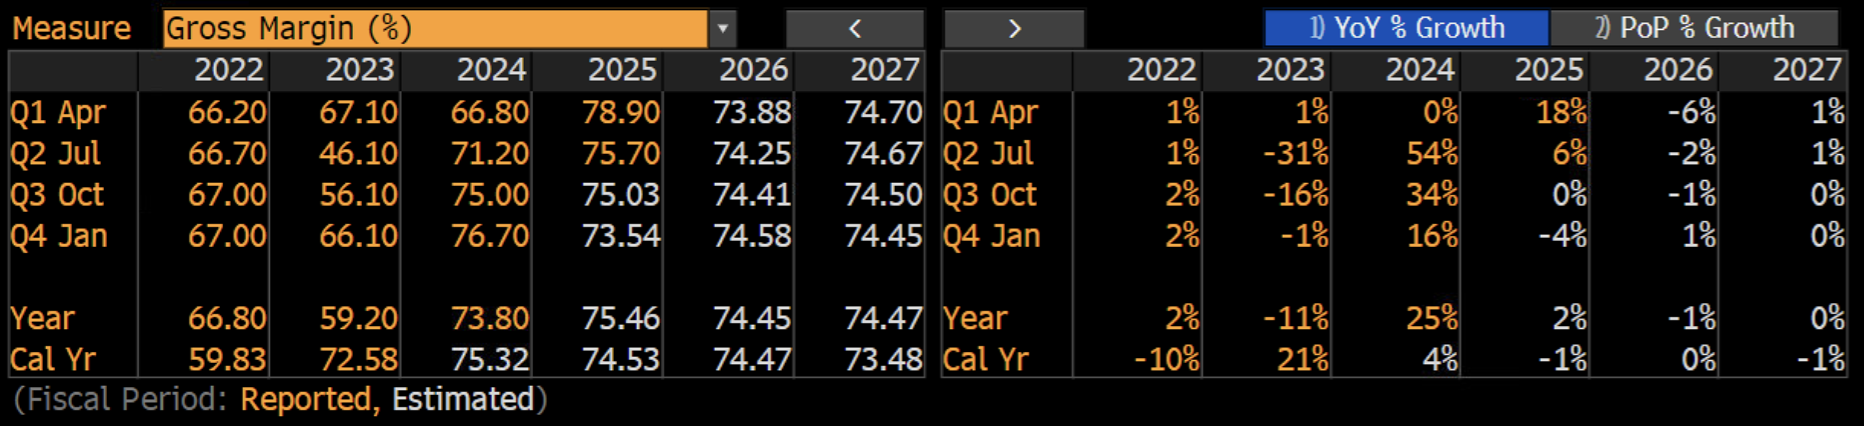 Measure Gross Margin (%) < > 1) YoY % Growth 2) PoP % Growth
2022 2023 2024 2025 2026 2027 2022 2023 2024 2025 2026 2027
Q1 Apr 66.20 67.10 66.80 78.90 73.88 74.70 Q1 Apr 1% 1% 0% 18% -6% 1%
Q2 Jul 66.70 46.10 71.20 75.70 74.25 74.67 Q2 Jul 1% -31% 54% 6% -2% 1%
Q3 Oct 67.00 56.10 75.00 75.03 74.41 74.50 Q3 Oct 2% -16% 34% 0% -1% 0%
Q4 Jan 67.00 66.10 76.70 73.54 74.58 74.45 Q4 Jan 2% -1% 16% -4% 1% 0%
Year 66.80 59.20 73.80 75.46 74.45 74.47 Year 2% -11% 25% 2% -1% 0%
Cal Yr 59.83 72.58 75.32 74.53 74.47 73.48 Cal Yr -10% 21% 4% -1% 0% -1%
(Fiscal Period: Reported, Estimated)